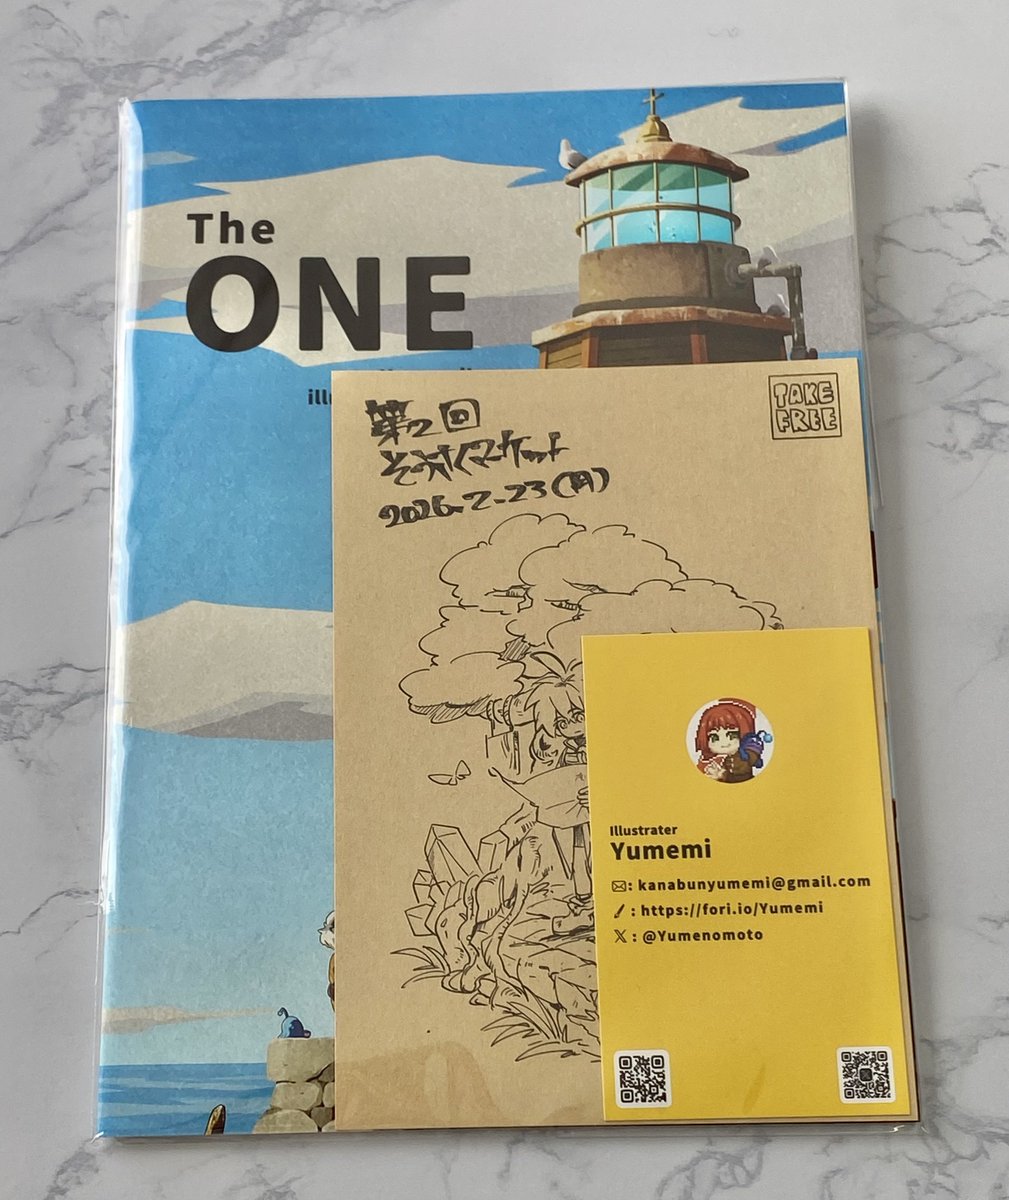 The
ONE
第2回
そうさくマーケット
2026.2.23(月)
TAKE
FREE
Illustrater
Yumemi
✉: kanabunyumemi@gmail.com
: https://fori.io/Yumemi
𝕏: @Yumenomoto